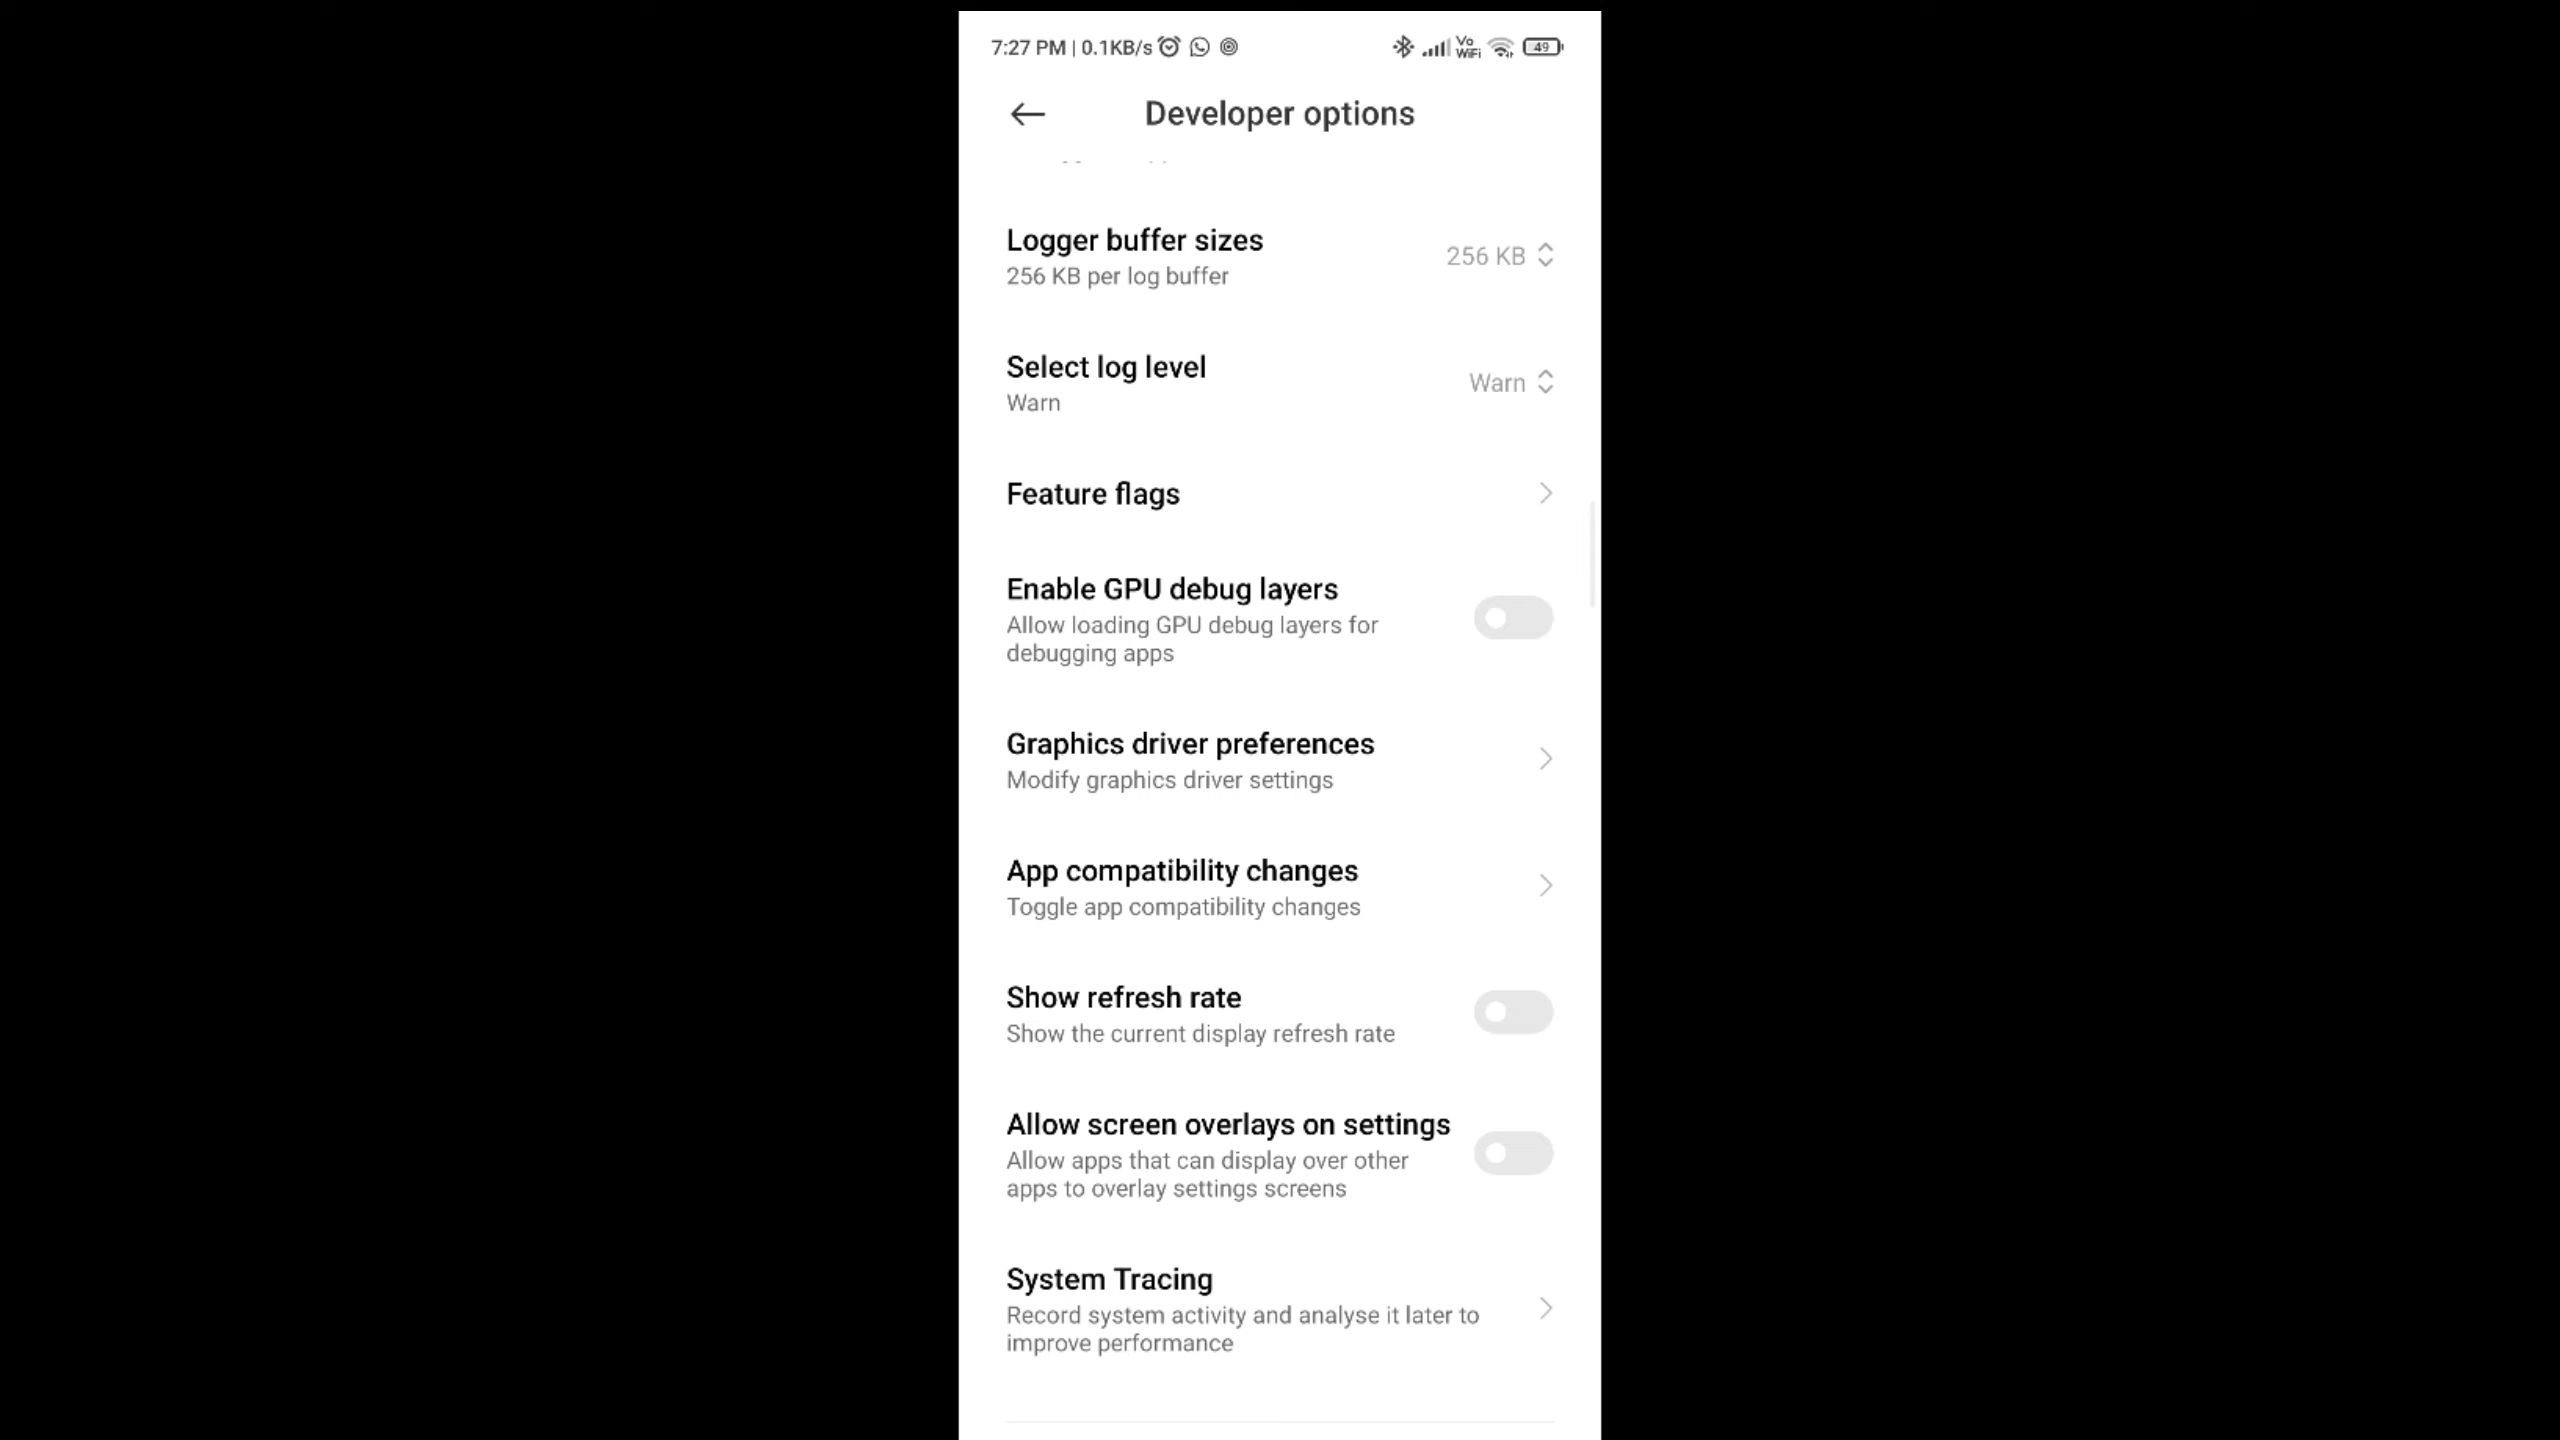 7:27 PM | 0.1KB/s
Vo
WiFi
49
Developer options
Logger buffer sizes
256 KB per log buffer
256 KB
Select log level
Warn
Warn
Feature flags
Enable GPU debug layers
Allow loading GPU debug layers for
debugging apps
Graphics driver preferences
Modify graphics driver settings
App compatibility changes
Toggle app compatibility changes
Show refresh rate
Show the current display refresh rate
Allow screen overlays on settings
Allow apps that can display over other
apps to overlay settings screens
System Tracing
Record system activity and analyse it later to
improve performance